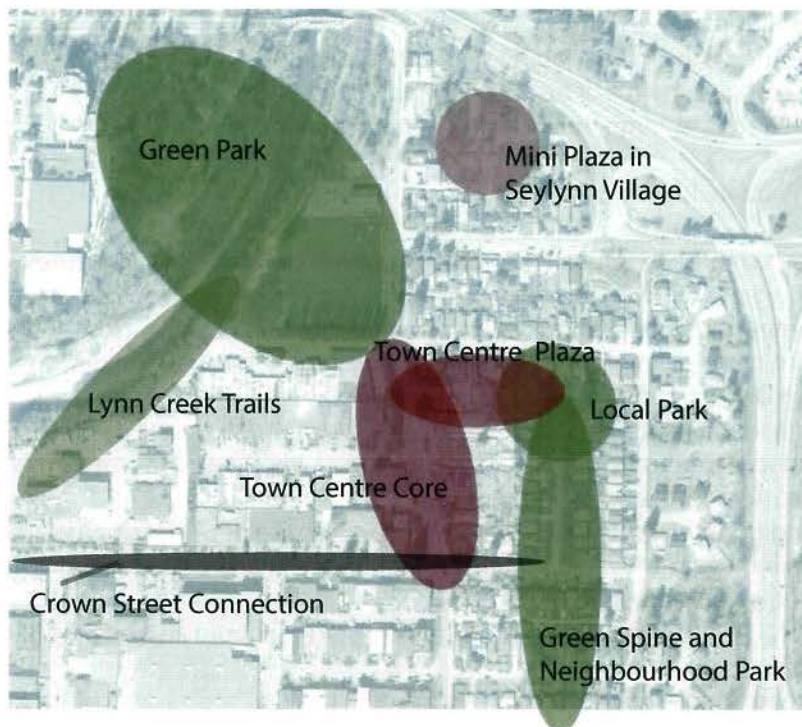 Green Park
Mini Plaza in
Seylynn Village
Town Centre Plaza
Lynn Creek Trails
Local Park
Town Centre Core
Crown Street Connection
Green Spine and
Neighbourhood Park